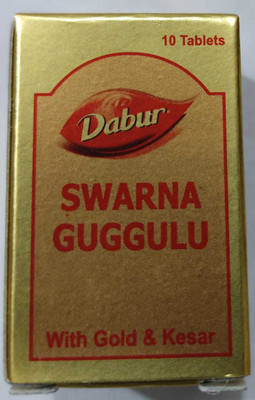 10 Tablets
Dabur
SWARNA
GUGGULU
With Gold & Kesar